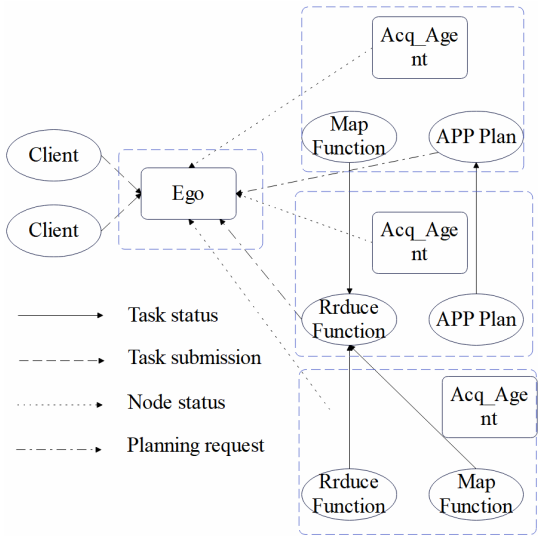 Acq_Age
nt
Map
Function
APP Plan
Client
Ego
Client
Acq_Age
nt
Rrduce
Function
APP Plan
Task status
Task submission
Node status
Planning request
Acq_Age
nt
Rrduce
Function
Map
Function